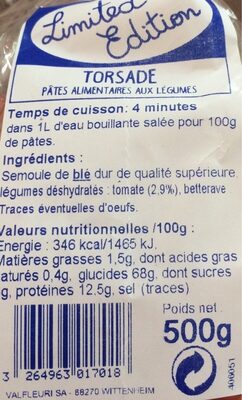 Limited
Edition
TORSADE
PÂTES ALIMENTAIRES AUX LÉGUMES
Temps de cuisson: 4 minutes
dans 1L d'eau bouillante salée pour 100g
de pâtes.
Ingrédients :
Semoule de blé dur de qualité supérieure,
légumes déshydratés : tomate (2.9%), betterave
Traces éventuelles d'oeufs.
Valeurs nutritionnelles /100g :
Energie : 346 kcal/1465 kJ.
Matières grasses 1,5g, dont acides gras
aturés 0,4g, glucides 68g, dont sucres
g, protéines 12.5g, sel (traces)
Poids net
500g
3 264963 017018
VALFLEURI SA - 68270 WITTENHEIM